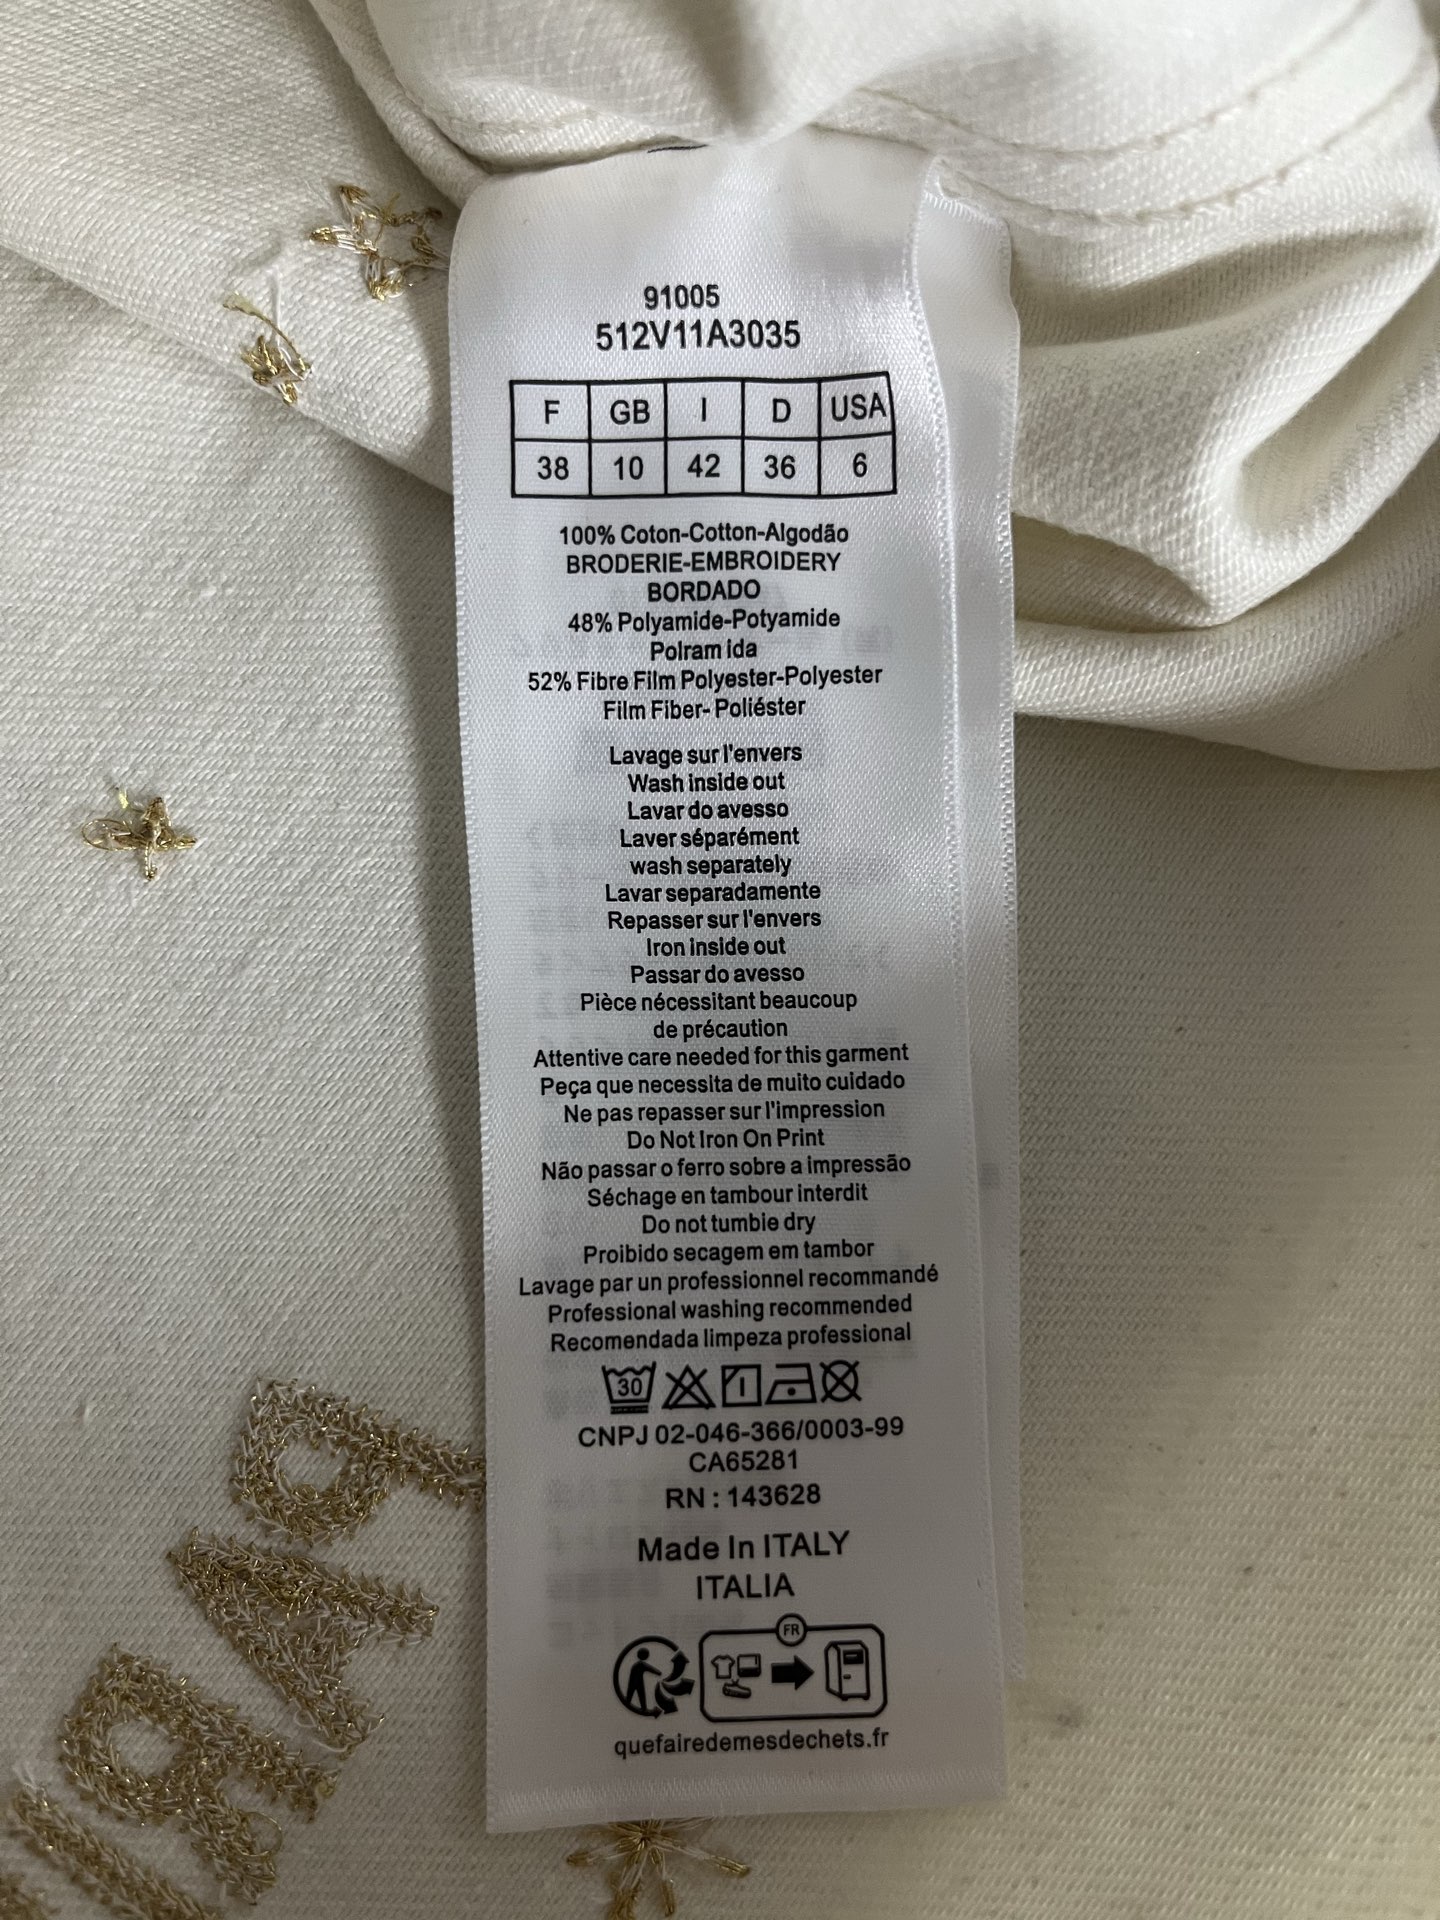 91005
512V11A3035
F GB I D USA
38 10 42 36 6
100% Coton-Cotton-Algodão
BRODERIE-EMBROIDERY
BORDADO
48% Polyamide-Potyamide
Polram ida
52% Fibre Film Polyester-Polyester
Film Fiber- Poliéster
Lavage sur l'envers
Wash inside out
Lavar do avesso
Laver séparément
wash separately
Lavar separadamente
Repasser sur l'envers
Iron inside out
Passar do avesso
Pièce nécessitant beaucoup
de précaution
Attentive care needed for this garment
Peça que necessita de muito cuidado
Ne pas repasser sur l'impression
Do Not Iron On Print
Não passar o ferro sobre a impressão
Séchage en tambour interdit
Do not tumbie dry
Proibido secagem em tambor
Lavage par un professionnel recommandé
Professional washing recommended
Recomendada limpeza professional
30
CNPJ 02-046-366/0003-99
CA65281
RN : 143628
Made In ITALY
ITALIA
FR
quefairedemesdechets.fr